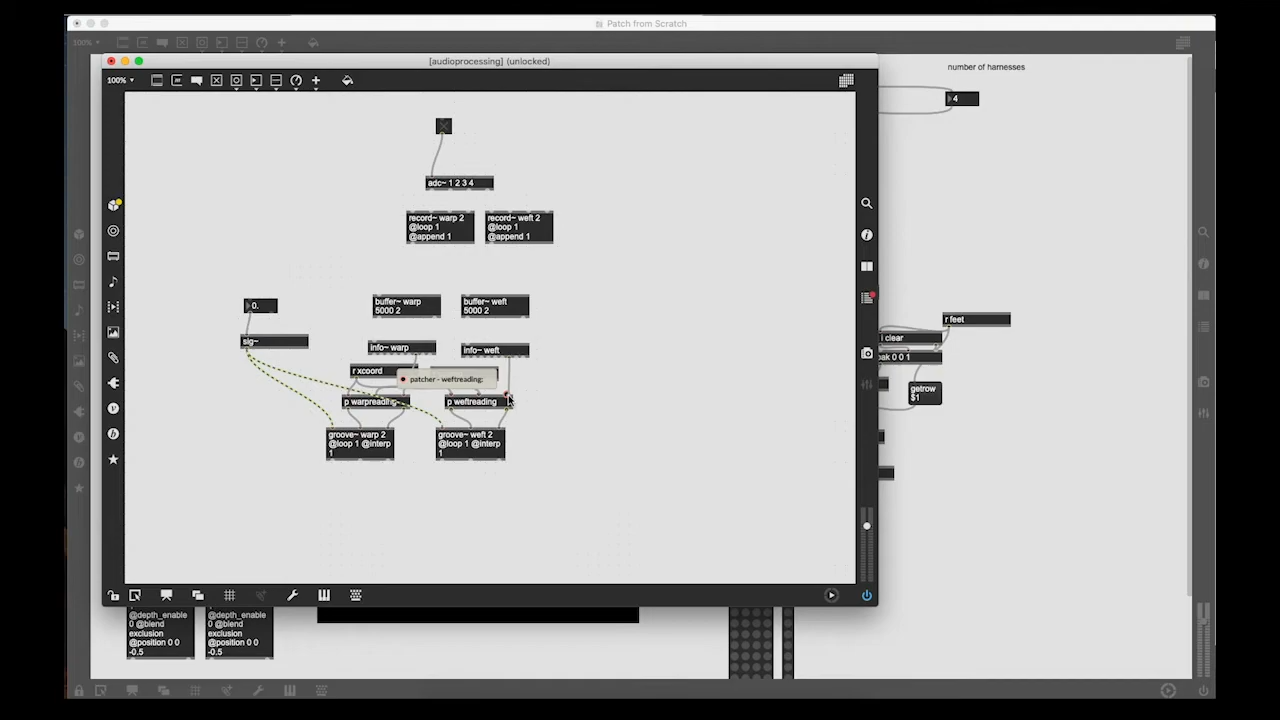 Patch from Scratch
100%
[audioprocessing] (unlocked)
number of harnesses
100%
4
adc~ 1 2 3 4
record~ warp 2
@loop 1
@append 1
record~ weft 2
@loop 1
@append 1
0.
buffer~ warp
5000 2
buffer~ weft
5000 2
r feet
sig~
l clear
info~ warp
info~ weft
pak 0 0 1
r xcoord
patcher - weftreading:
getrow
$1
p warpreading
p weftreading
groove~ warp 2
@loop 1 @interp
1
groove~ weft 2
@loop 1 @interp
1
@depth_enable
0 @blend
exclusion
@position 0 0
-0.5
@depth_enable
0 @blend
exclusion
@position 0 0
-0.5